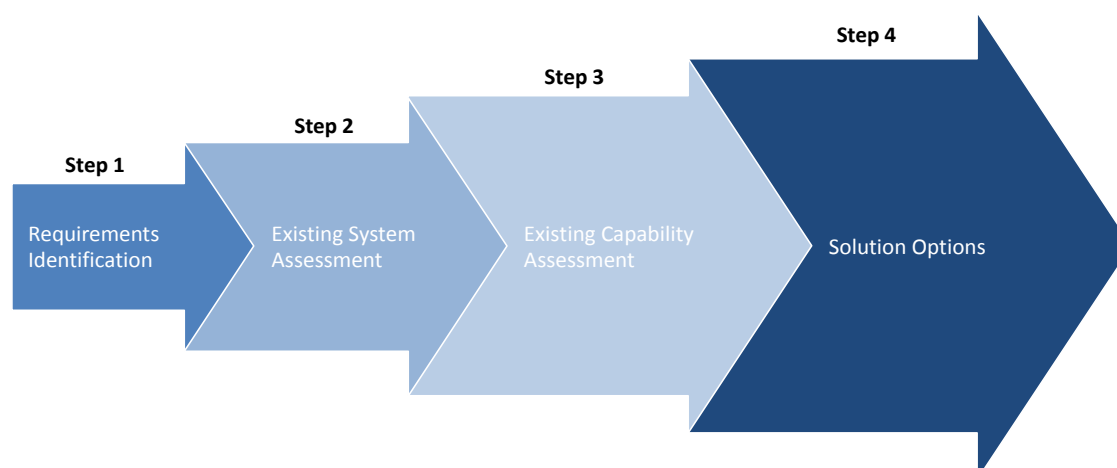 Step 1
Requirements
Identification
Step 2
Existing System
Assessment
Step 3
Existing Capability
Assessment
Step 4
Solution Options